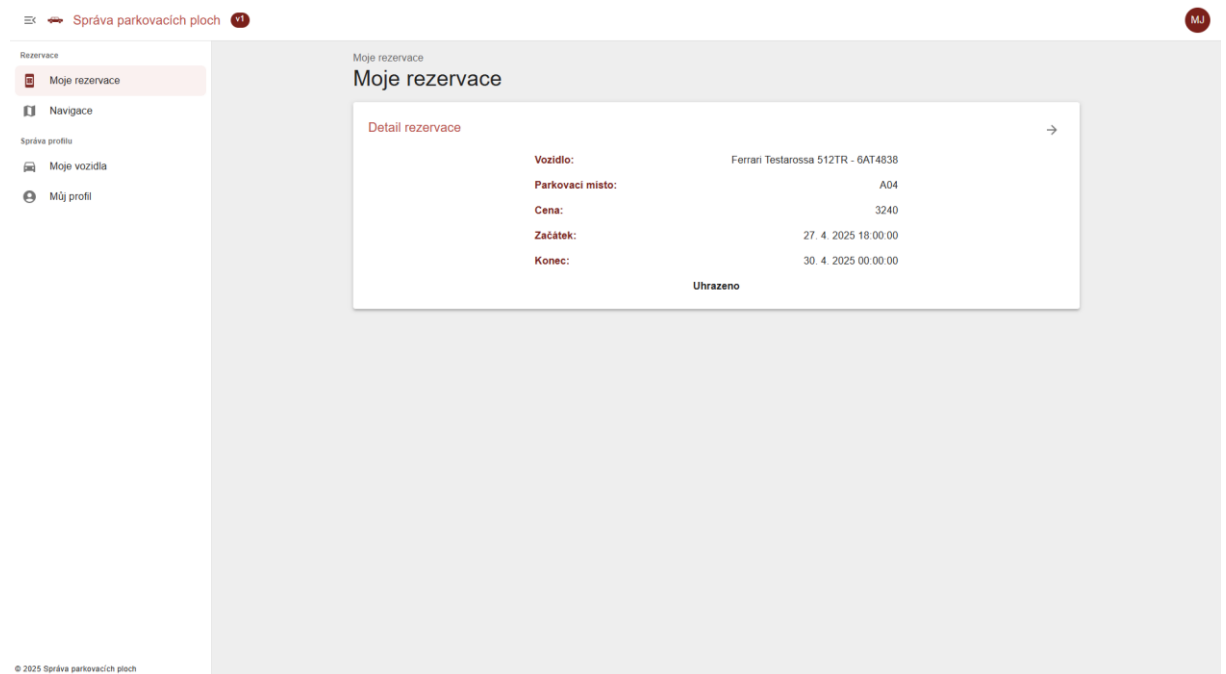 Správa parkovacích ploch v1
MJ
Rezervace
Moje rezervace
Navigace
Správa profilu
Moje vozidla
Můj profil
© 2025 Správa parkovacích ploch
Moje rezervace
Moje rezervace
Detail rezervace
Vozidlo: Ferrari Testarossa 512TR - 6AT4838
Parkovací místo: A04
Cena: 3240
Začátek: 27. 4. 2025 18:00:00
Konec: 30. 4. 2025 00:00:00
Uhrazeno